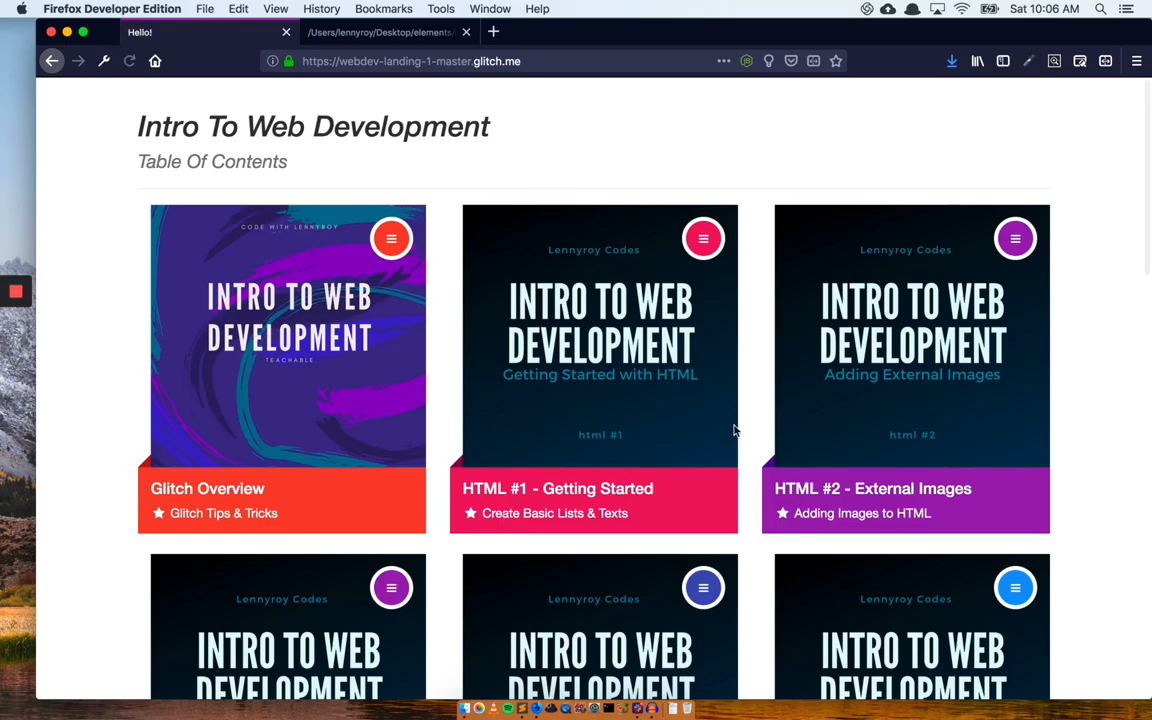 Firefox Developer Edition File Edit View History Bookmarks Tools Window Help Sat 10:06 AM
Hello!
/Users/lennyroy/Desktop/elements/
https://webdev-landing-1-master.glitch.me
Intro To Web Development
Table Of Contents
CODE WITH LENNYROY
INTRO TO WEB
DEVELOPMENT
TEACHABLE
Glitch Overview
Glitch Tips & Tricks
Lennyroy Codes
INTRO TO WEB
DEVELOPMENT
Getting Started with HTML
html #1
HTML #1 - Getting Started
Create Basic Lists & Texts
Lennyroy Codes
INTRO TO WEB
DEVELOPMENT
Adding External Images
html #2
HTML #2 - External Images
Adding Images to HTML
Lennyroy Codes
INTRO TO WEB
DEVELOPMENT
Lennyroy Codes
INTRO TO WEB
DEVELOPMENT
Lennyroy Codes
INTRO TO WEB
DEVELOPMENT